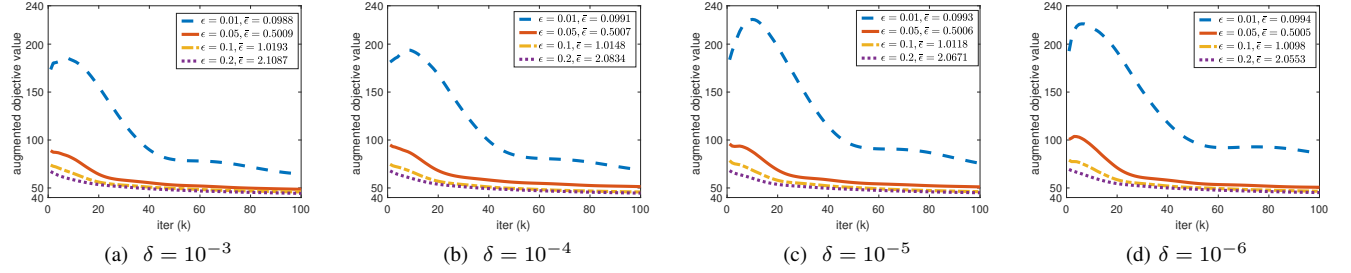 augmented objective value
240
200
150
100
50
40
ϵ = 0.01, ϵ̄ = 0.0988
ϵ = 0.05, ϵ̄ = 0.5009
ϵ = 0.1, ϵ̄ = 1.0193
ϵ = 0.2, ϵ̄ = 2.1087
0 20 40 60 80 100
iter (k)
(a) δ = 10⁻³
augmented objective value
240
200
150
100
50
40
ϵ = 0.01, ϵ̄ = 0.0991
ϵ = 0.05, ϵ̄ = 0.5007
ϵ = 0.1, ϵ̄ = 1.0148
ϵ = 0.2, ϵ̄ = 2.0834
0 20 40 60 80 100
iter (k)
(b) δ = 10⁻⁴
augmented objective value
240
200
150
100
50
40
ϵ = 0.01, ϵ̄ = 0.0993
ϵ = 0.05, ϵ̄ = 0.5006
ϵ = 0.1, ϵ̄ = 1.0118
ϵ = 0.2, ϵ̄ = 2.0671
0 20 40 60 80 100
iter (k)
(c) δ = 10⁻⁵
augmented objective value
240
200
150
100
50
40
ϵ = 0.01, ϵ̄ = 0.0994
ϵ = 0.05, ϵ̄ = 0.5005
ϵ = 0.1, ϵ̄ = 1.0098
ϵ = 0.2, ϵ̄ = 2.0553
0 20 40 60 80 100
iter (k)
(d) δ = 10⁻⁶